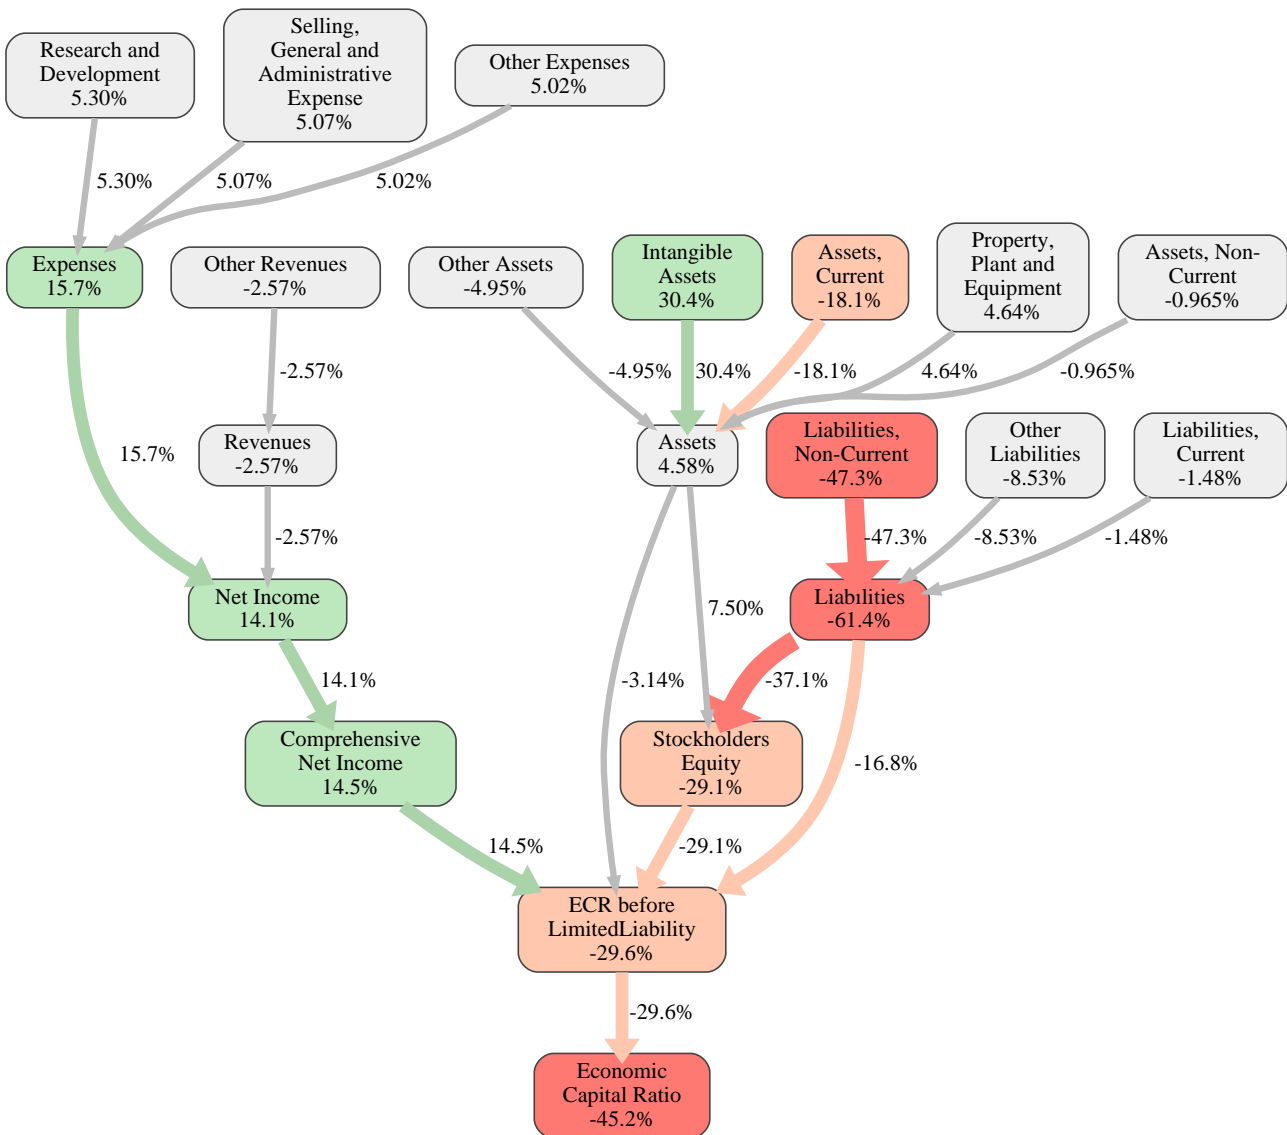 Research and
Development
5.30%
Selling,
General and
Administrative
Expense
5.07%
Other Expenses
5.02%
5.30%
5.07%
5.02%
Expenses
15.7%
Other Revenues
-2.57%
Other Assets
-4.95%
Intangible
Assets
30.4%
Assets,
Current
-18.1%
Property,
Plant and
Equipment
4.64%
Assets, Non-
Current
-0.965%
-2.57%
-4.95%
30.4%
-18.1%
4.64%
-0.965%
15.7%
Revenues
-2.57%
Assets
4.58%
Liabilities,
Non-Current
-47.3%
Other
Liabilities
-8.53%
Liabilities,
Current
-1.48%
-2.57%
-47.3%
-8.53%
-1.48%
Net Income
14.1%
7.50%
Liabilities
-61.4%
14.1%
-3.14%
-37.1%
Comprehensive
Net Income
14.5%
Stockholders
Equity
-29.1%
-16.8%
14.5%
-29.1%
ECR before
LimitedLiability
-29.6%
-29.6%
Economic
Capital Ratio
-45.2%